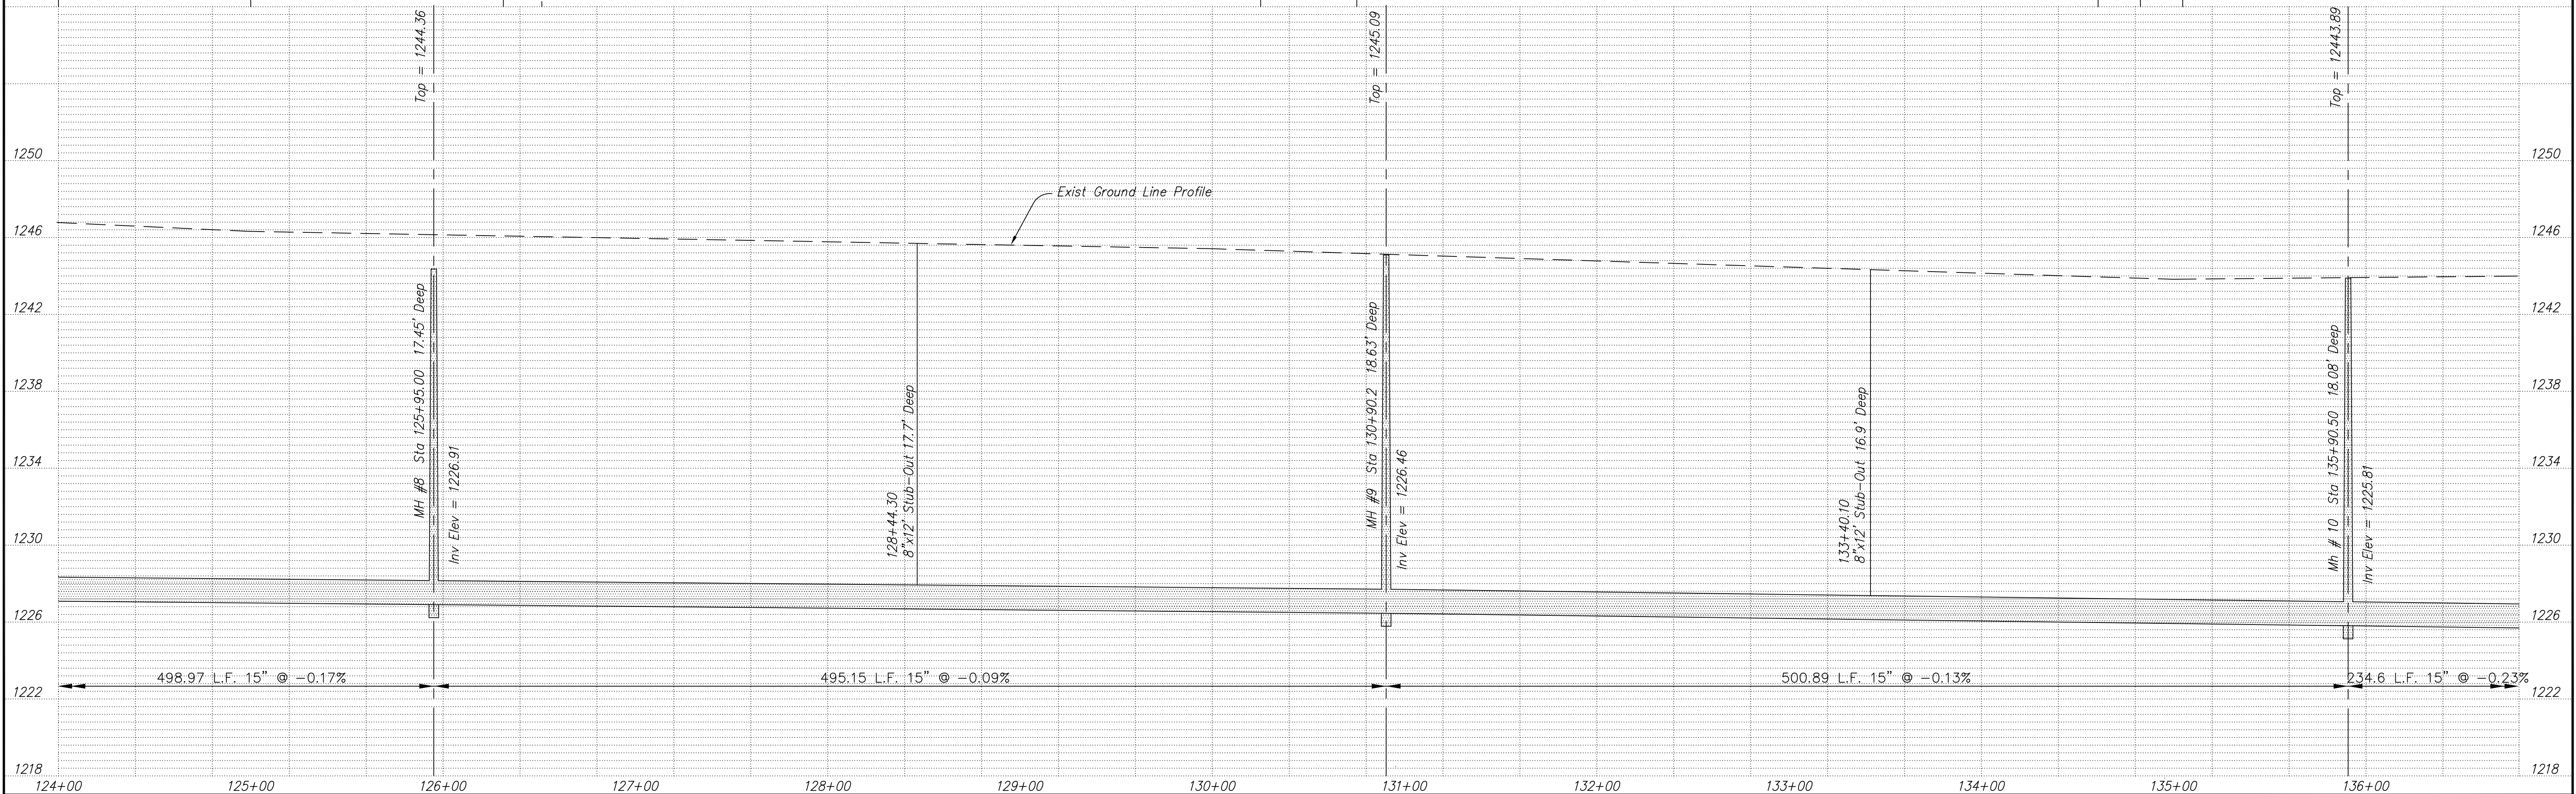 Top = 1244.36
Top = 1245.09
Top = 12443.89
1250
1250
Exist Ground Line Profile
1246
1246
1242
1242
1238
1238
1234
1234
1230
1230
1226
1226
1222
1222
1218
1218
MH #8 Sta 125+95.00 17.45' Deep
Inv Elev = 1226.91
128+44.30
8"x12' Stub-Out 17.7' Deep
MH #9 Sta 130+90.2 18.63' Deep
Inv Elev = 1226.46
133+40.10
8"x12' Stub-Out 16.9' Deep
Mh # 10 Sta 135+90.50 18.08' Deep
Inv Elev = 1225.81
498.97 L.F. 15" @ -0.17%
495.15 L.F. 15" @ -0.09%
500.89 L.F. 15" @ -0.13%
234.6 L.F. 15" @ -0.23%
124+00
125+00
126+00
127+00
128+00
129+00
130+00
131+00
132+00
133+00
134+00
135+00
136+00